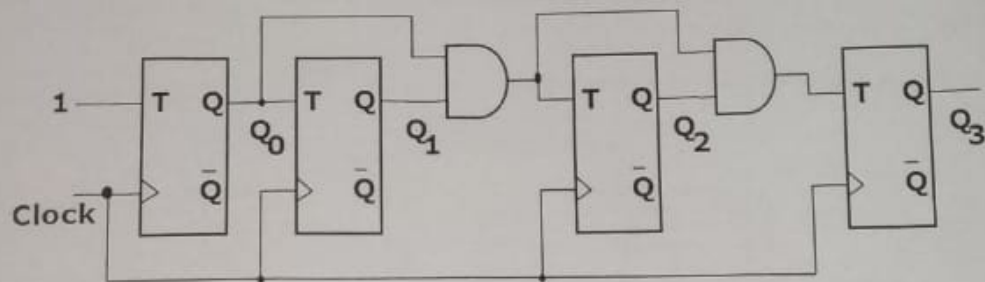 1 T Q T Q T Q T Q
Q0 Q1 Q2 Q3
Q̅ Q̅ Q̅ Q̅
Clock